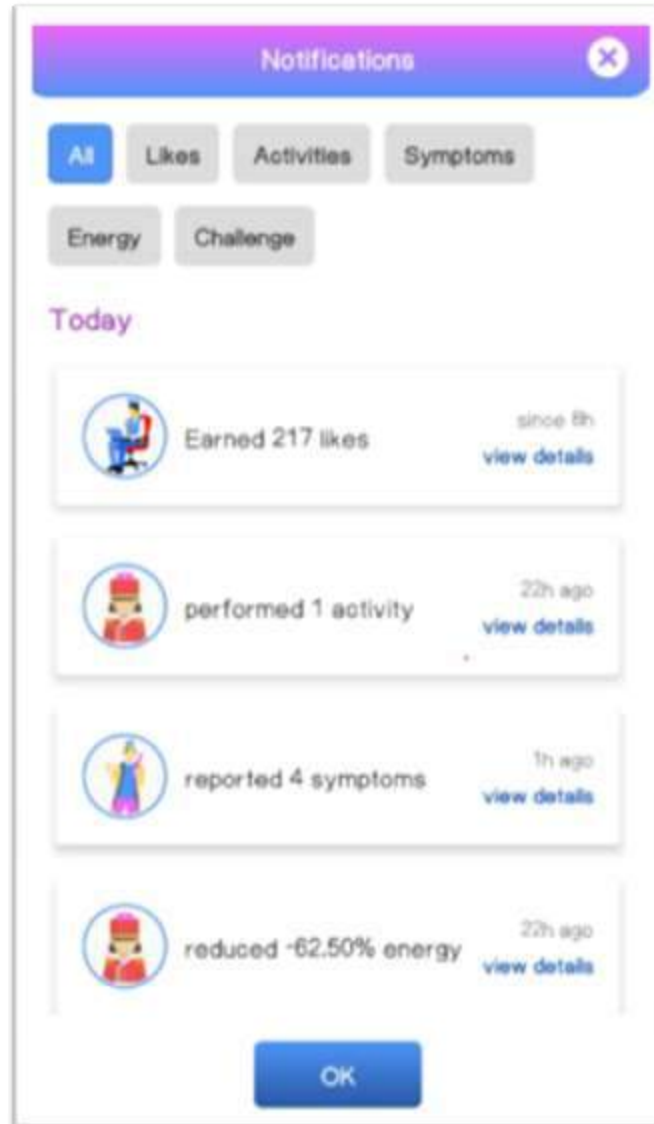 Notifications
All Likes Activities Symptoms
Energy Challenge
Today
Earned 217 likes
since
view details
performed 1 activity
22h ago
view details
reported 4 symptoms
1h ago
view details
reduced -62.50% energy
22h ago
view details
OK